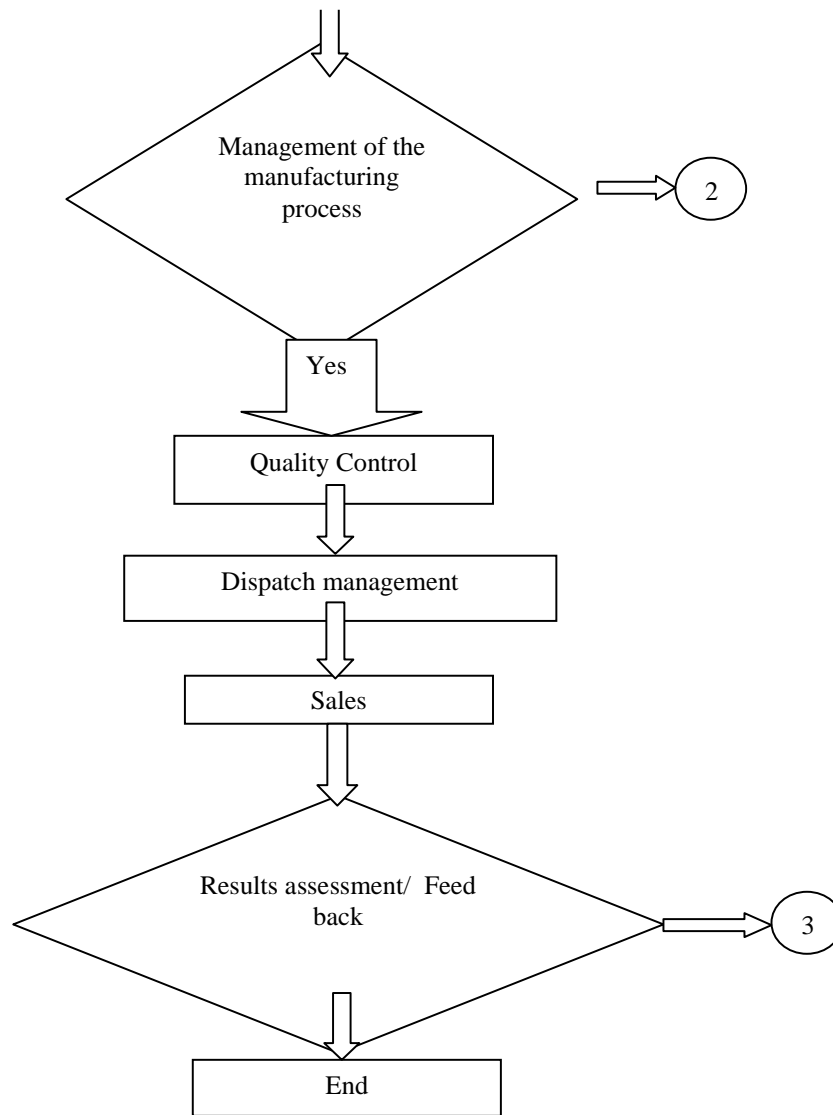 Management of the
manufacturing
process
2
Yes
Quality Control
Dispatch management
Sales
Results assessment/ Feed
back
3
End